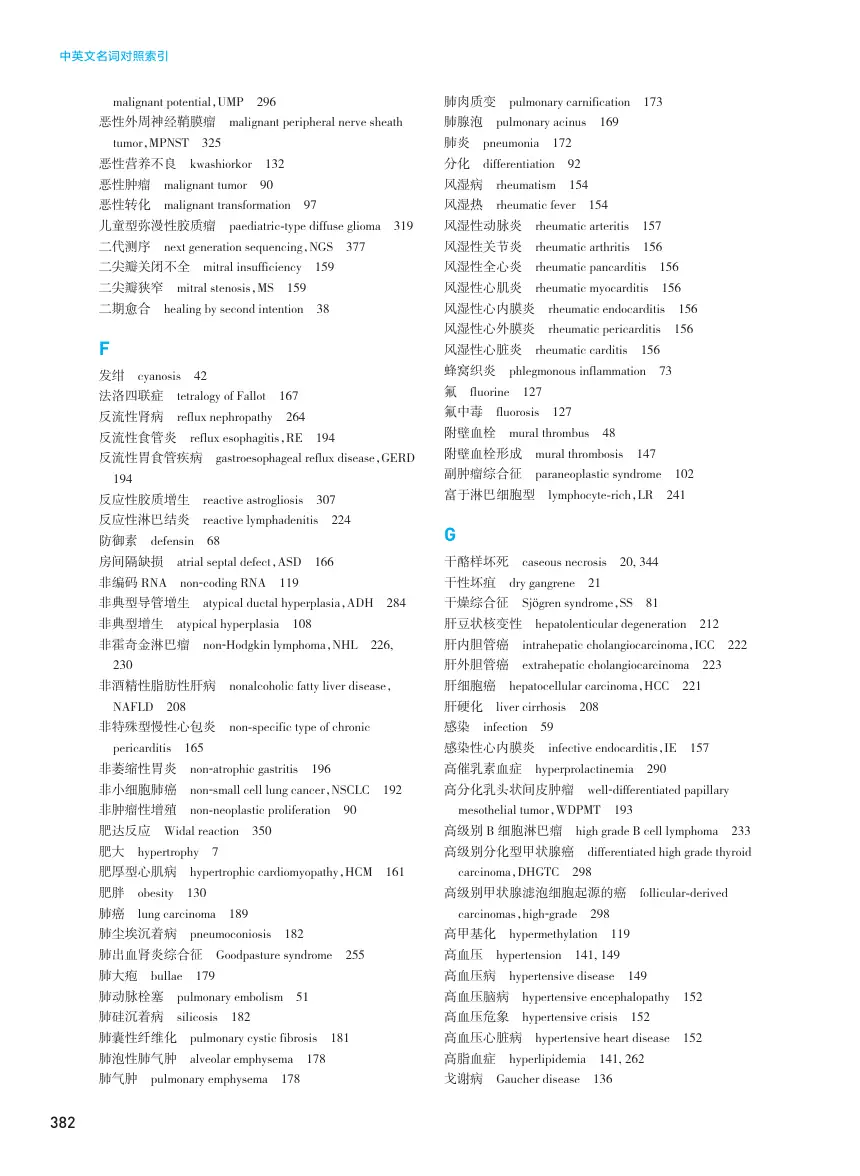 中英文名词对照索引
malignant potential,UMP 296
恶性外周神经鞘膜瘤 malignant peripheral nerve sheath
tumor,MPNST 325
恶性营养不良 kwashiorkor 132
恶性肿瘤 malignant tumor 90
恶性转化 malignant transformation 97
儿童型弥漫性胶质瘤 paediatric-type diffuse glioma 319
二代测序 next generation sequencing,NGS 377
二尖瓣关闭不全 mitral insufficiency 159
二尖瓣狭窄 mitral stenosis,MS 159
二期愈合 healing by second intention 38
F
发绀 cyanosis 42
法洛四联症 tetralogy of Fallot 167
反流性肾病 reflux nephropathy 264
反流性食管炎 reflux esophagitis,RE 194
反流性胃食管疾病 gastroesophageal reflux disease,GERD
194
反应性胶质增生 reactive astrogliosis 307
反应性淋巴结炎 reactive lymphadenitis 224
防御素 defensin 68
房间隔缺损 atrial septal defect,ASD 166
非编码 RNA non-coding RNA 119
非典型导管增生 atypical ductal hyperplasia,ADH 284
非典型增生 atypical hyperplasia 108
非霍奇金淋巴瘤 non-Hodgkin lymphoma,NHL 226,
230
非酒精性脂肪性肝病 nonalcoholic fatty liver disease,
NAFLD 208
非特殊型慢性心包炎 non-specific type of chronic
pericarditis 165
非萎缩性胃炎 non-atrophic gastritis 196
非小细胞肺癌 non-small cell lung cancer,NSCLC 192
非肿瘤性增殖 non-neoplastic proliferation 90
肥达反应 Widal reaction 350
肥大 hypertrophy 7
肥厚型心肌病 hypertrophic cardiomyopathy,HCM 161
肥胖 obesity 130
肺癌 lung carcinoma 189
肺尘埃沉着病 pneumoconiosis 182
肺出血肾炎综合征 Goodpasture syndrome 255
肺大疱 bullae 179
肺动脉栓塞 pulmonary embolism 51
肺硅沉着病 silicosis 182
肺囊性纤维化 pulmonary cystic fibrosis 181
肺泡性肺气肿 alveolar emphysema 178
肺气肿 pulmonary emphysema 178
肺肉质变 pulmonary carnification 173
肺腺泡 pulmonary acinus 169
肺炎 pneumonia 172
分化 differentiation 92
风湿病 rheumatism 154
风湿热 rheumatic fever 154
风湿性动脉炎 rheumatic arteritis 157
风湿性关节炎 rheumatic arthritis 156
风湿性全心炎 rheumatic pancarditis 156
风湿性心肌炎 rheumatic myocarditis 156
风湿性心内膜炎 rheumatic endocarditis 156
风湿性心外膜炎 rheumatic pericarditis 156
风湿性心脏炎 rheumatic carditis 156
蜂窝织炎 phlegmonous inflammation 73
氟 fluorine 127
氟中毒 fluorosis 127
附壁血栓 mural thrombus 48
附壁血栓形成 mural thrombosis 147
副肿瘤综合征 paraneoplastic syndrome 102
富于淋巴细胞型 lymphocyte-rich,LR 241
G
干酪样坏死 caseous necrosis 20, 344
干性坏疽 dry gangrene 21
干燥综合征 Sjögren syndrome,SS 81
肝豆状核变性 hepatolenticular degeneration 212
肝内胆管癌 intrahepatic cholangiocarcinoma,ICC 222
肝外胆管癌 extrahepatic cholangiocarcinoma 223
肝细胞癌 hepatocellular carcinoma,HCC 221
肝硬化 liver cirrhosis 208
感染 infection 59
感染性心内膜炎 infective endocarditis,IE 157
高催乳素血症 hyperprolactinemia 290
高分化乳头状间皮肿瘤 well-differentiated papillary
mesothelial tumor,WDPMT 193
高级别 B 细胞淋巴瘤 high grade B cell lymphoma 233
高级别分化型甲状腺癌 differentiated high grade thyroid
carcinoma,DHGTC 298
高级别甲状腺滤泡细胞起源的癌 follicular-derived
carcinomas,high-grade 298
高甲基化 hypermethylation 119
高血压 hypertension 141, 149
高血压病 hypertensive disease 149
高血压脑病 hypertensive encephalopathy 152
高血压危象 hypertensive crisis 152
高血压心脏病 hypertensive heart disease 152
高脂血症 hyperlipidemia 141, 262
戈谢病 Gaucher disease 136
382